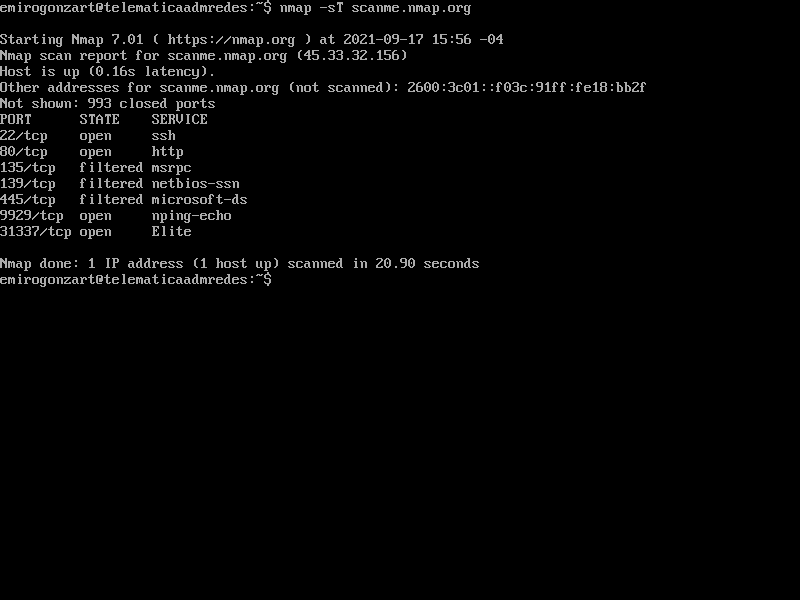 emirogonzart@telematicaadmredes:~$ nmap -sT scanme.nmap.org
Starting Nmap 7.01 ( https://nmap.org ) at 2021-09-17 15:56 -04
Nmap scan report for scanme.nmap.org (45.33.32.156)
Host is up (0.16s latency).
Other addresses for scanme.nmap.org (not scanned): 2600:3c01::f03c:91ff:fe18:bb2f
Not shown: 993 closed ports
PORT      STATE    SERVICE
22/tcp    open     ssh
80/tcp    open     http
135/tcp   filtered msrpc
139/tcp   filtered netbios-ssn
445/tcp   filtered microsoft-ds
9929/tcp  open     nping-echo
31337/tcp open     Elite
Nmap done: 1 IP address (1 host up) scanned in 20.90 seconds
emirogonzart@telematicaadmredes:~$